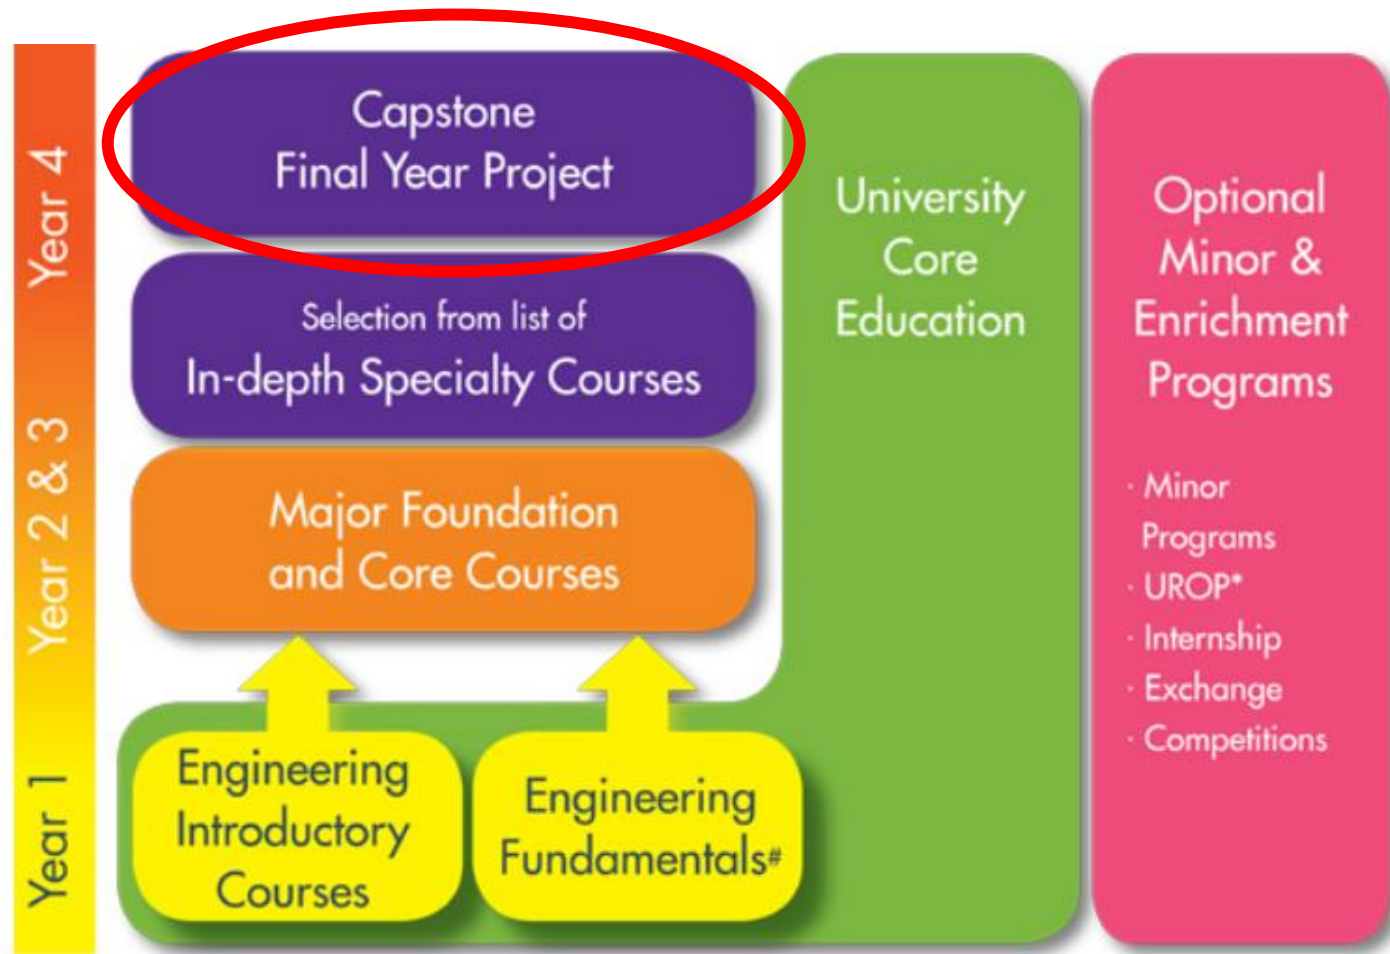 Year 4
Year 2 & 3
Year 1
Capstone
Final Year Project
Selection from list of
In-depth Specialty Courses
Major Foundation
and Core Courses
Engineering
Introductory
Courses
Engineering
Fundamentals#
University
Core
Education
Optional
Minor &
Enrichment
Programs
· Minor
Programs
· UROP*
· Internship
· Exchange
· Competitions